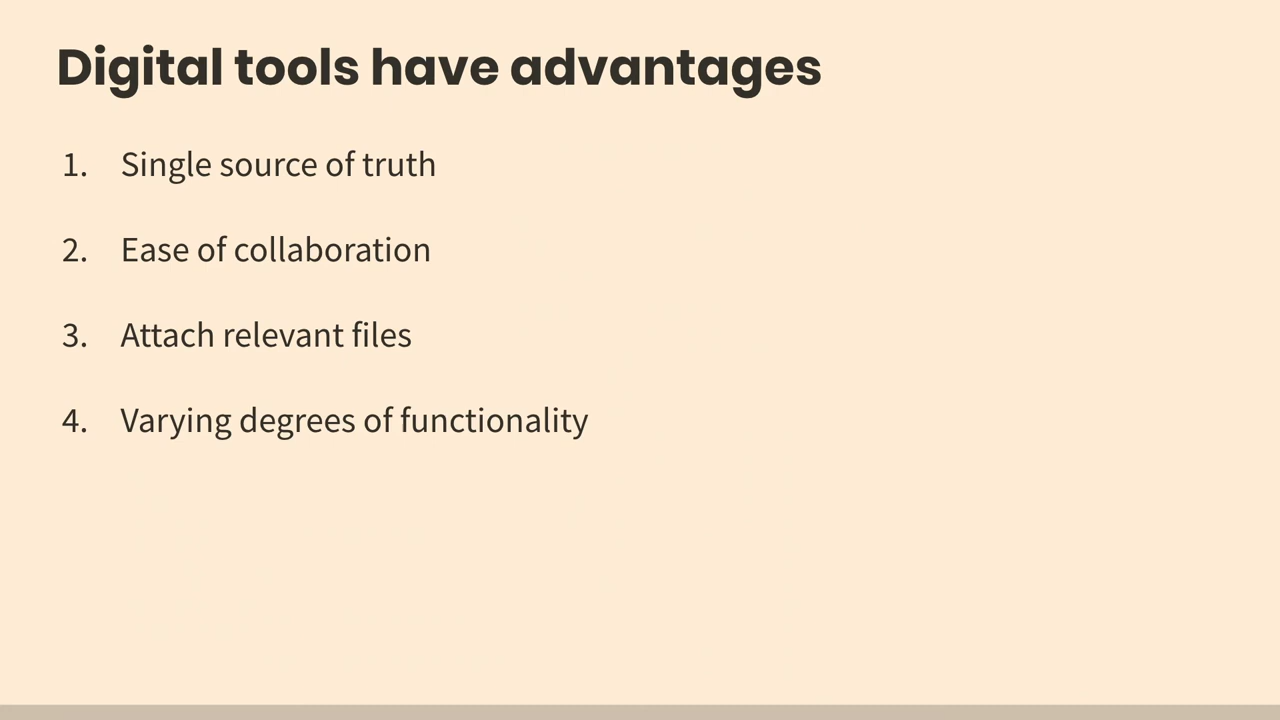 Digital tools have advantages
1. Single source of truth
2. Ease of collaboration
3. Attach relevant files
4. Varying degrees of functionality